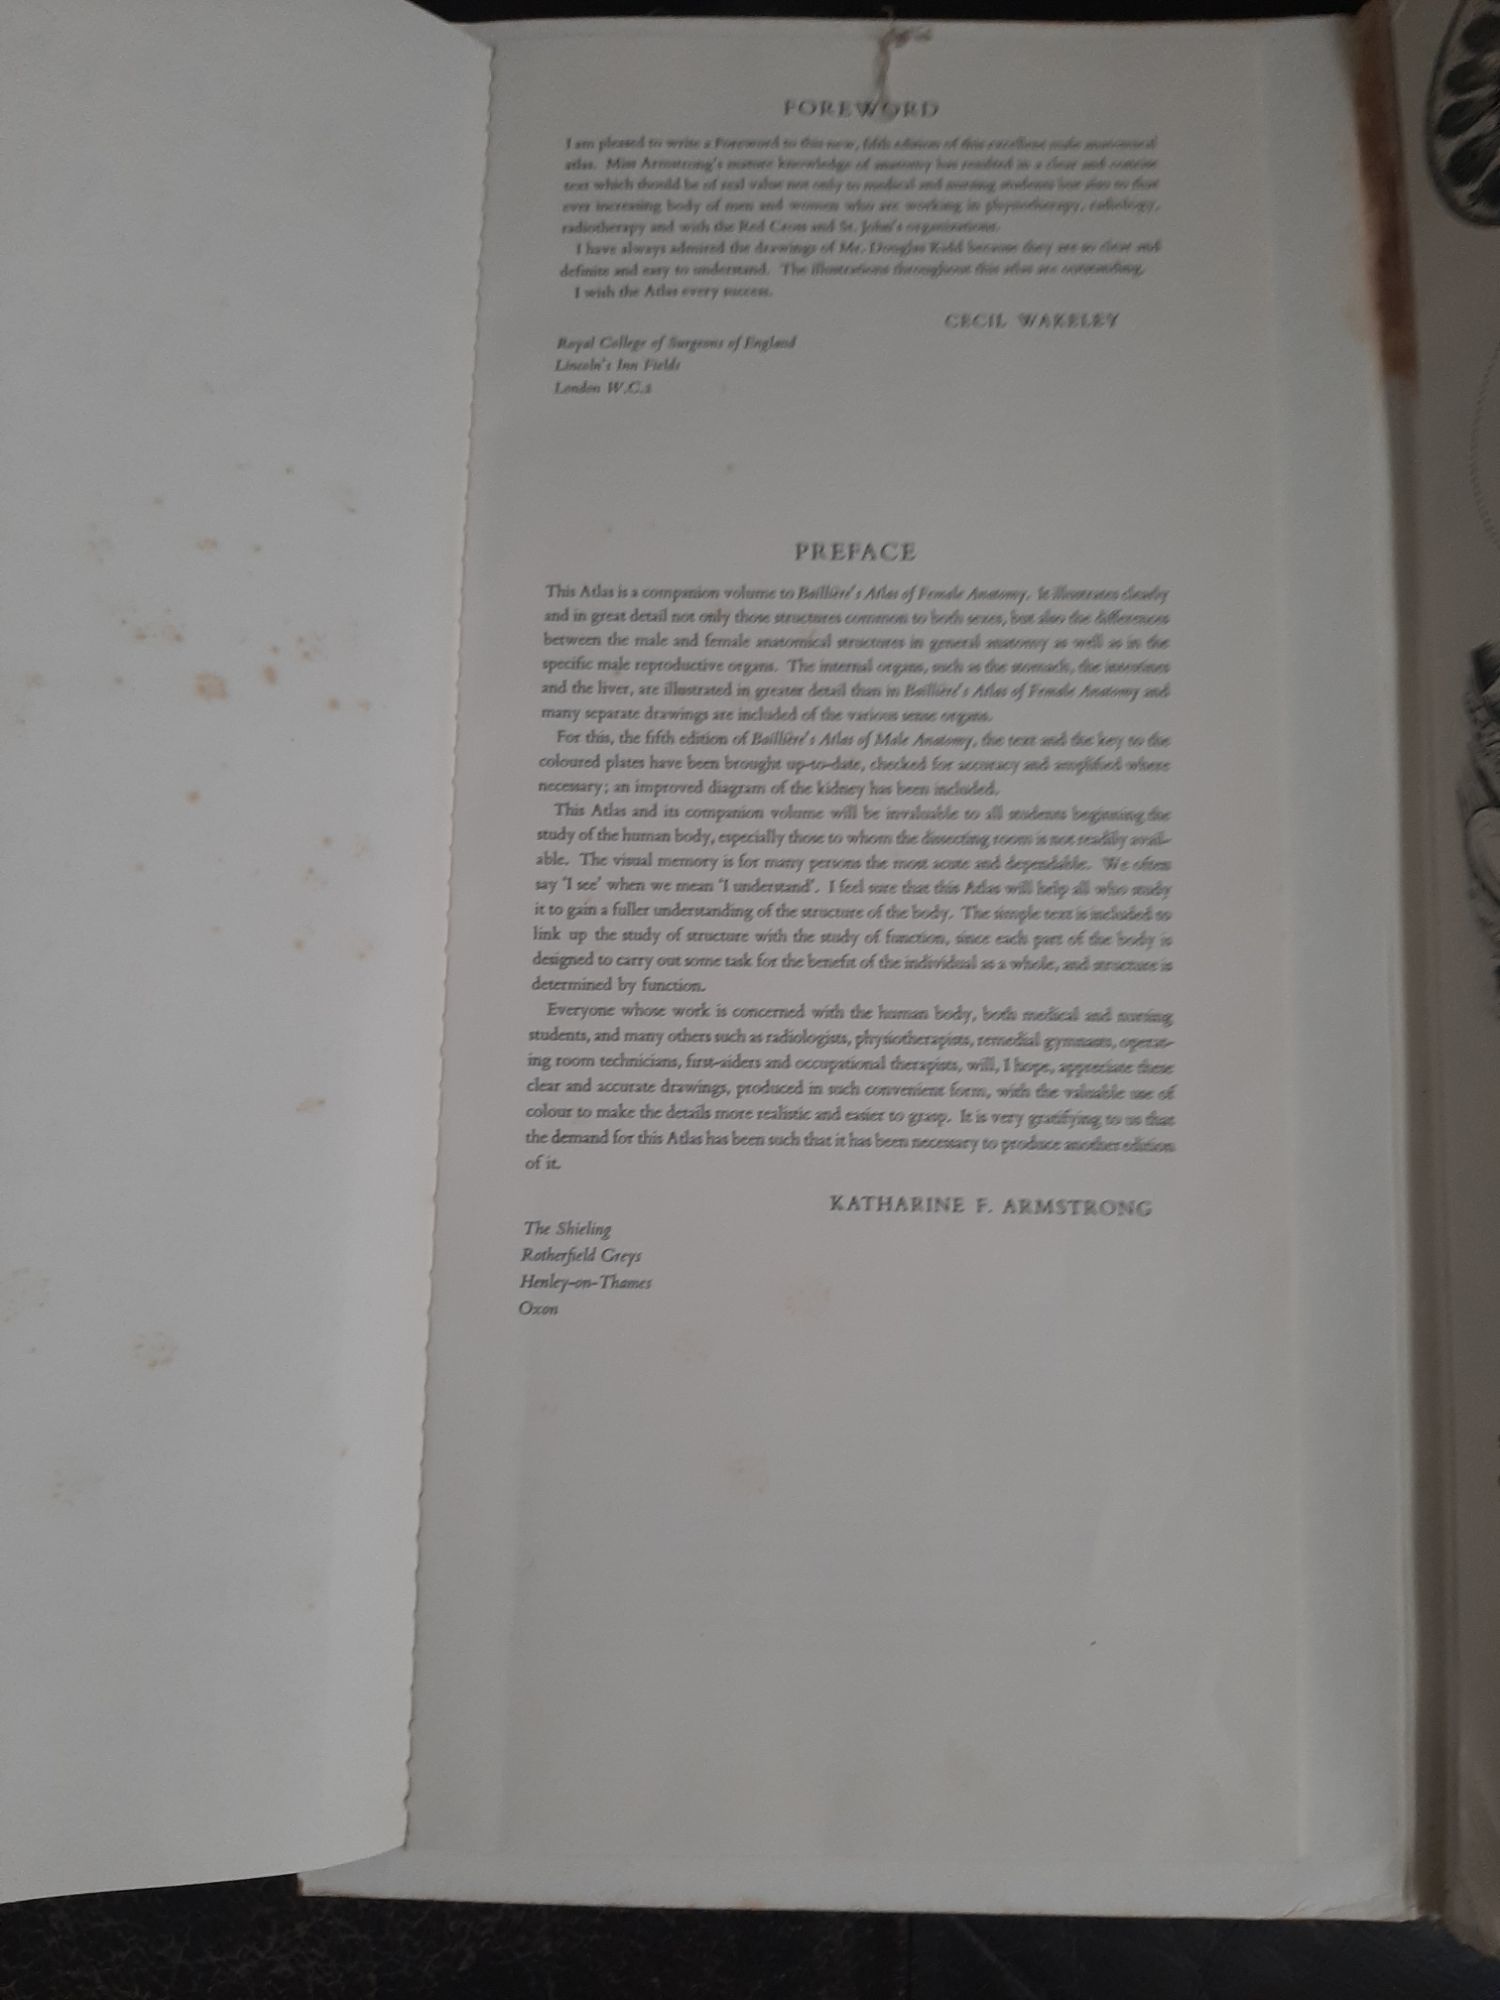 FOREWORD
I am pleased to write a Foreword to this new, fifth edition of this excellent male anatomical
atlas. Miss Armstrong's mature knowledge of anatomy has resulted in a clear and concise
text which should be of real value not only to medical and nursing students but also to that
ever increasing body of men and women who are working in physiotherapy, radiology,
radiotherapy and with the Red Cross and St. John's organizations.
I have always admired the drawings of Mr. Douglas Kidd because they are so clear and
definite and easy to understand. The illustrations throughout this atlas are outstanding.
I wish the Atlas every success.
CECIL WAKELEY
Royal College of Surgeons of England
Lincoln's Inn Fields
London W.C.2
PREFACE
This Atlas is a companion volume to Baillière's Atlas of Female Anatomy. It illustrates clearly
and in great detail not only those structures common to both sexes, but also the differences
between the male and female anatomical structures in general anatomy as well as in the
specific male reproductive organs. The internal organs, such as the stomach, the intestines
and the liver, are illustrated in greater detail than in Baillière's Atlas of Female Anatomy and
many separate drawings are included of the various sense organs.
For this, the fifth edition of Baillière's Atlas of Male Anatomy, the text and the key to the
coloured plates have been brought up-to-date, checked for accuracy and amplified where
necessary; an improved diagram of the kidney has been included.
This Atlas and its companion volume will be invaluable to all students beginning the
study of the human body, especially those to whom the dissecting room is not readily avail-
able. The visual memory is for many persons the most acute and dependable. We often
say 'I see' when we mean 'I understand'. I feel sure that this Atlas will help all who study
it to gain a fuller understanding of the structure of the body. The simple text is included to
link up the study of structure with the study of function, since each part of the body is
designed to carry out some task for the benefit of the individual as a whole, and structure is
determined by function.
Everyone whose work is concerned with the human body, both medical and nursing
students, and many others such as radiologists, physiotherapists, remedial gymnasts, operat-
ing room technicians, first-aiders and occupational therapists, will, I hope, appreciate these
clear and accurate drawings, produced in such convenient form, with the valuable use of
colour to make the details more realistic and easier to grasp. It is very gratifying to us that
the demand for this Atlas has been such that it has been necessary to produce another edition
of it.
KATHARINE F. ARMSTRONG
The Shieling
Rotherfield Greys
Henley-on-Thames
Oxon